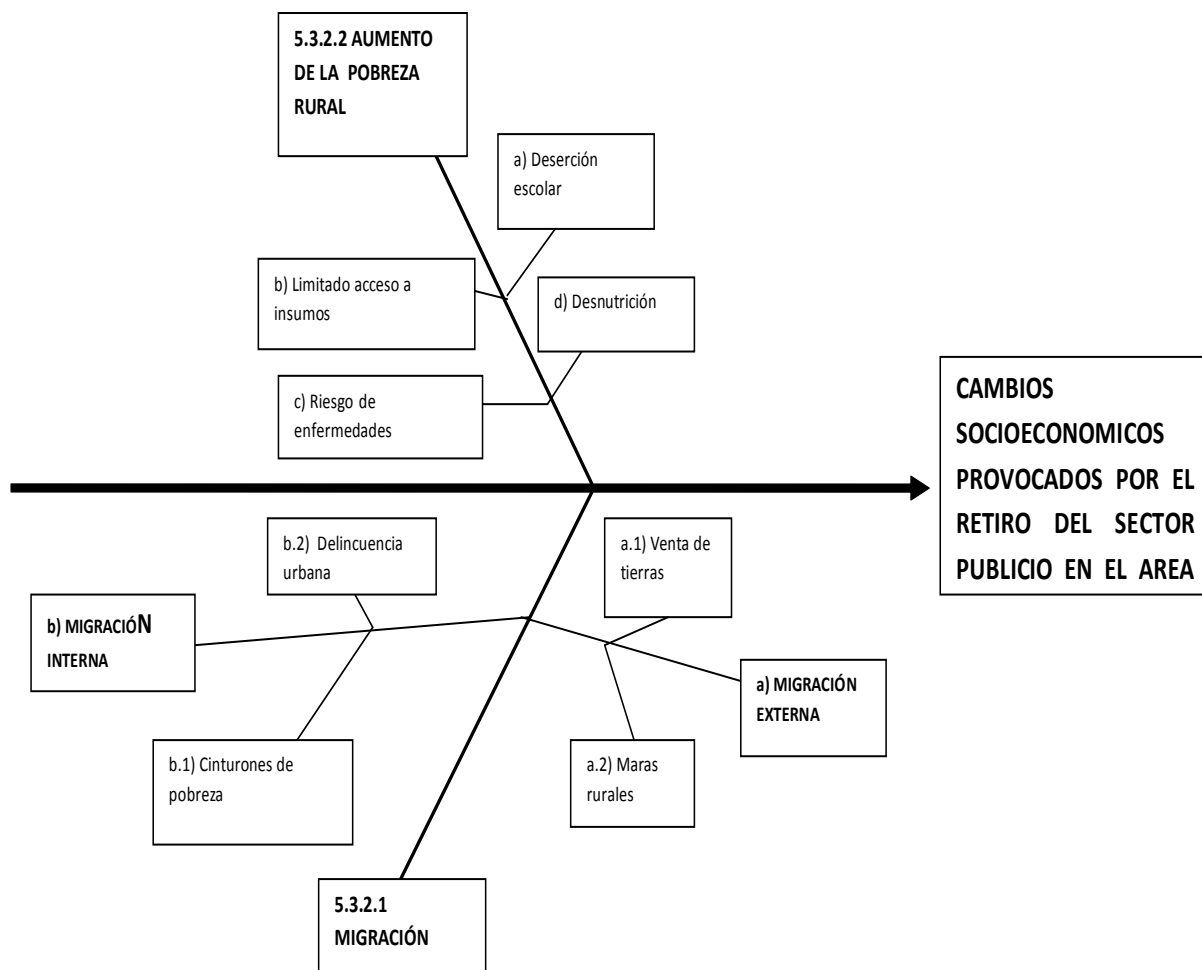 5.3.2.2 AUMENTO
DE LA POBREZA
RURAL
a) Deserción
escolar
b) Limitado acceso a
insumos
d) Desnutrición
c) Riesgo de
enfermedades
CAMBIOS
SOCIOECONOMICOS
PROVOCADOS POR EL
RETIRO DEL SECTOR
PUBLICIO EN EL AREA
b.2) Delincuencia
urbana
a.1) Venta de
tierras
b) MIGRACIÓN
INTERNA
a) MIGRACIÓN
EXTERNA
b.1) Cinturones de
pobreza
a.2) Maras
rurales
5.3.2.1
MIGRACIÓN